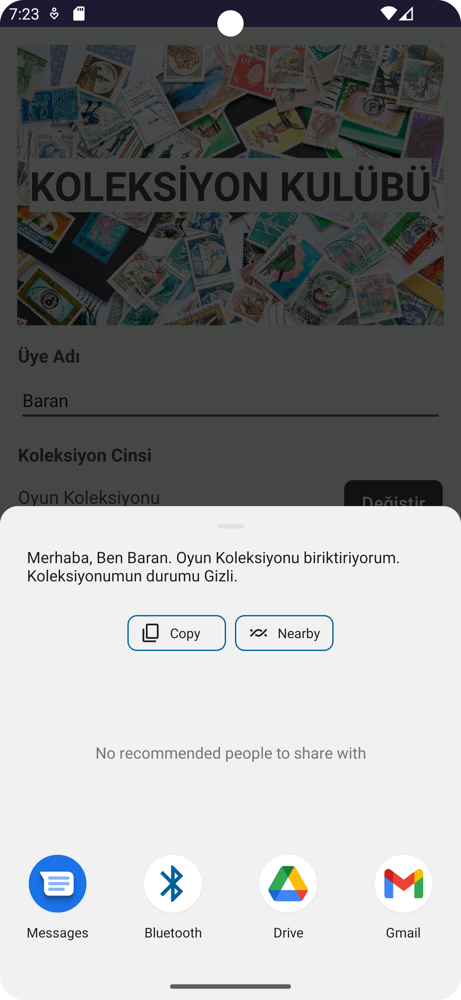 7:23
KOLEKSİYON KULÜBÜ
Üye Adı
Baran
Koleksiyon Cinsi
Oyun Koleksiyonu
Değiştir
Merhaba, Ben Baran. Oyun Koleksiyonu biriktiriyorum.
Koleksiyonumun durumu Gizli.
Copy
Nearby
No recommended people to share with
Messages
Bluetooth
Drive
Gmail